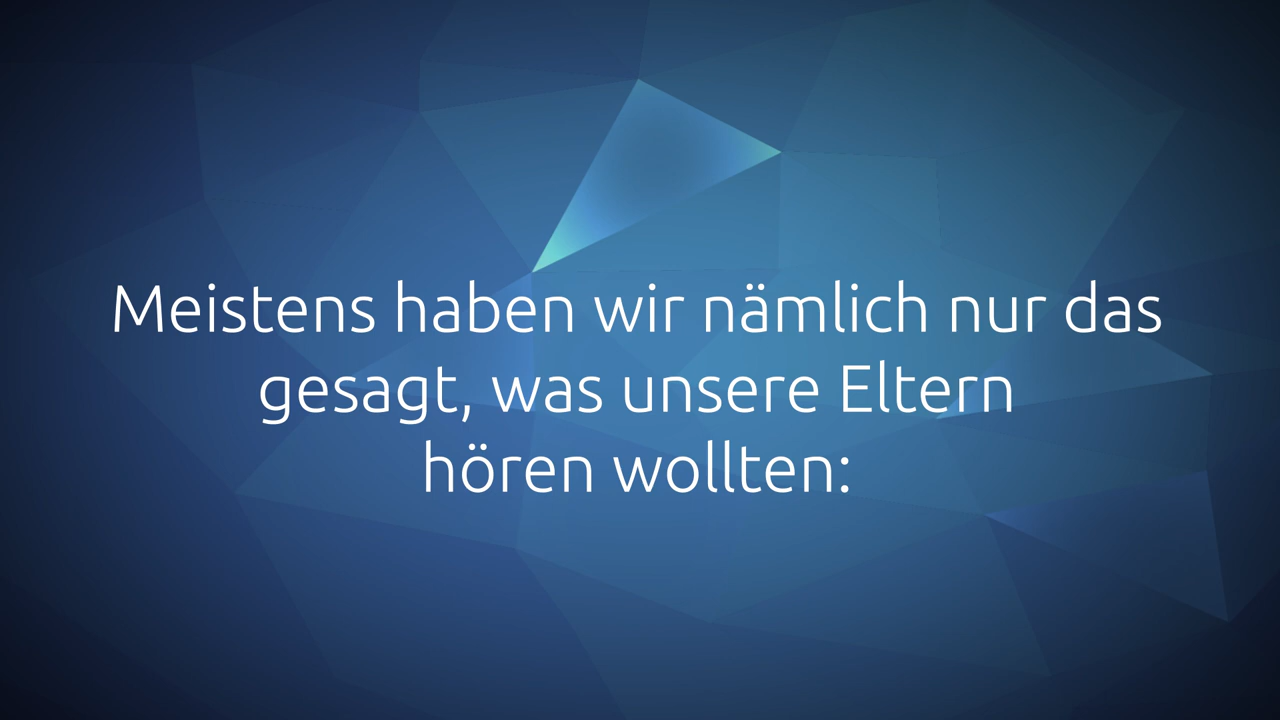 Meistens haben wir nämlich nur das
gesagt, was unsere Eltern
hören wollten: